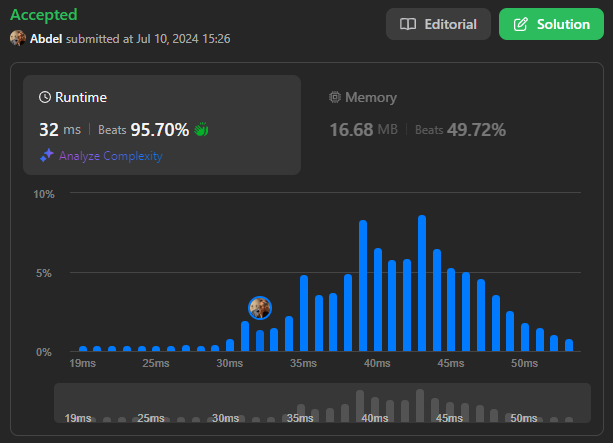 Accepted
Editorial
Solution
Abdel submitted at Jul 10, 2024 15:26
Runtime
Memory
32 ms | Beats 95.70%
16.68 MB | Beats 49.72%
Analyze Complexity
10%
5%
0%
19ms 25ms 30ms 35ms 40ms 45ms 50ms
19ms 25ms 30ms 35ms 40ms 45ms 50ms